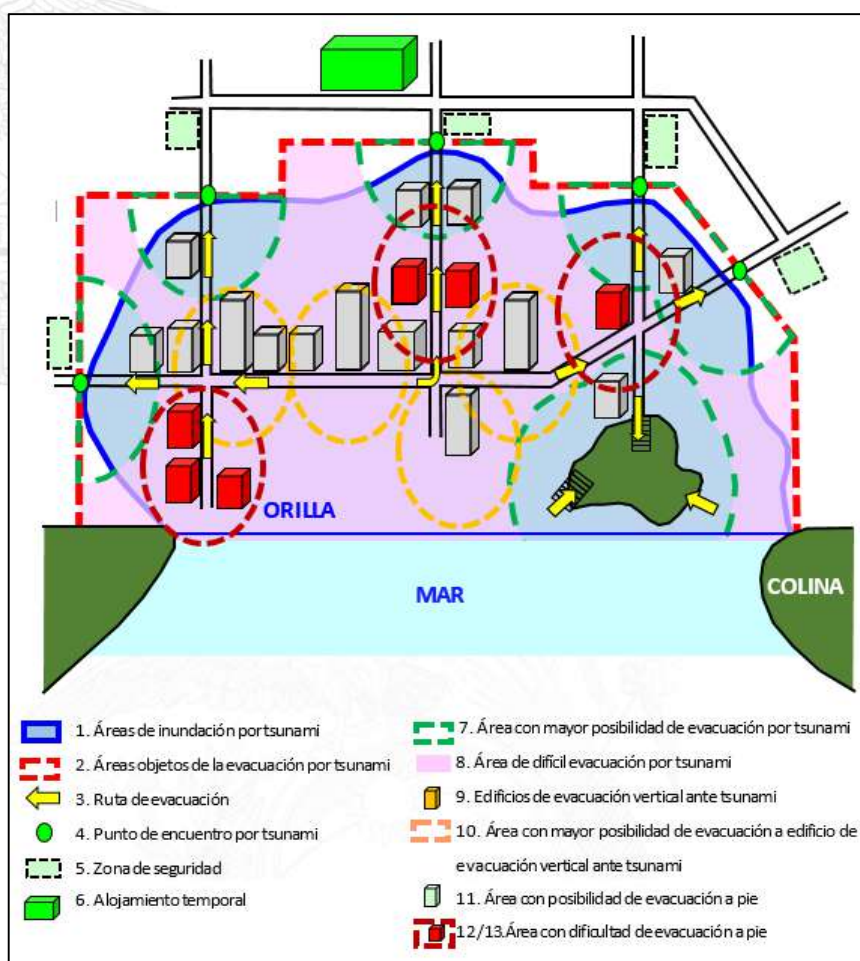 ORILLA
MAR
COLINA
1. Áreas de inundación por tsunami
2. Áreas objetos de la evacuación por tsunami
3. Ruta de evacuación
4. Punto de encuentro por tsunami
5. Zona de seguridad
6. Alojamiento temporal
7. Área con mayor posibilidad de evacuación por tsunami
8. Área de difícil evacuación por tsunami
9. Edificios de evacuación vertical ante tsunami
10. Área con mayor posibilidad de evacuación a edificio de
evacuación vertical ante tsunami
11. Área con posibilidad de evacuación a pie
12/13.Área con dificultad de evacuación a pie